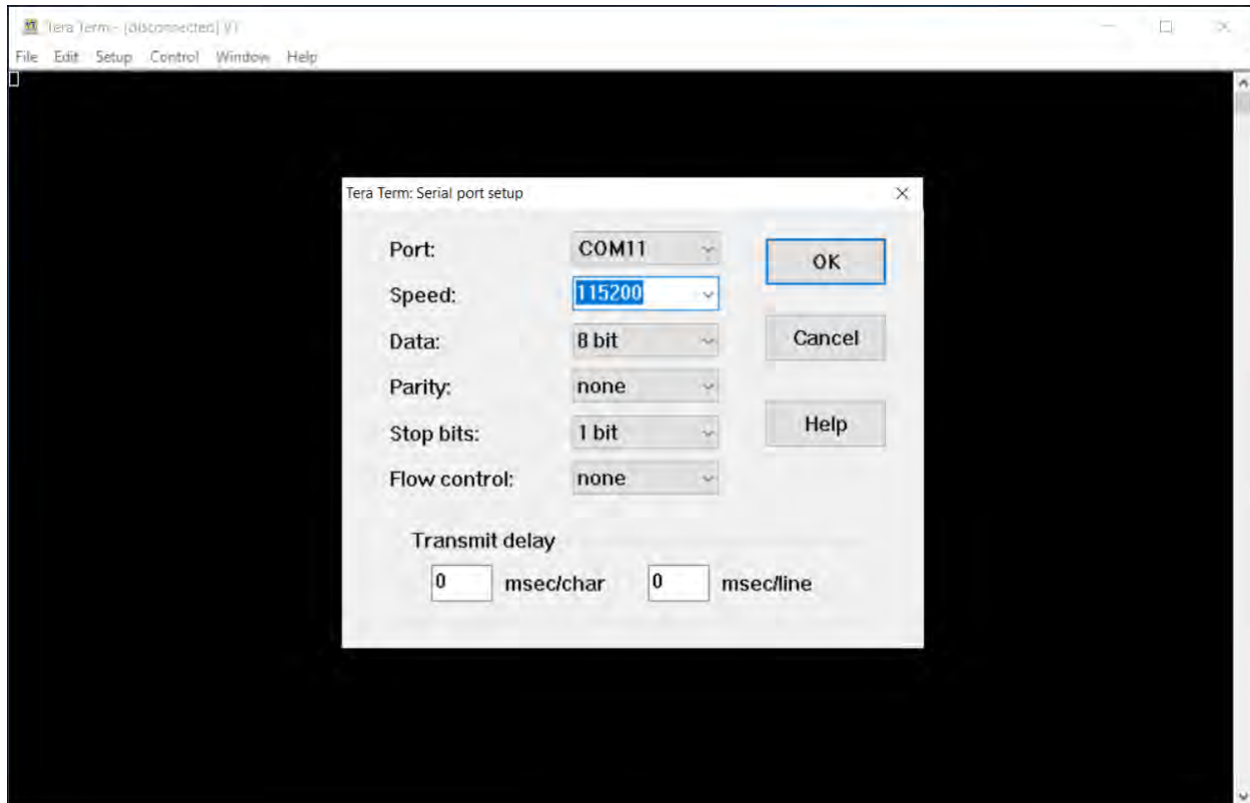 Tera Term - [disconnected] VT
File Edit Setup Control Window Help
Tera Term: Serial port setup
Port: COM11
OK
Speed: 115200
Data: 8 bit
Cancel
Parity: none
Stop bits: 1 bit
Help
Flow control: none
Transmit delay
0 msec/char 0 msec/line